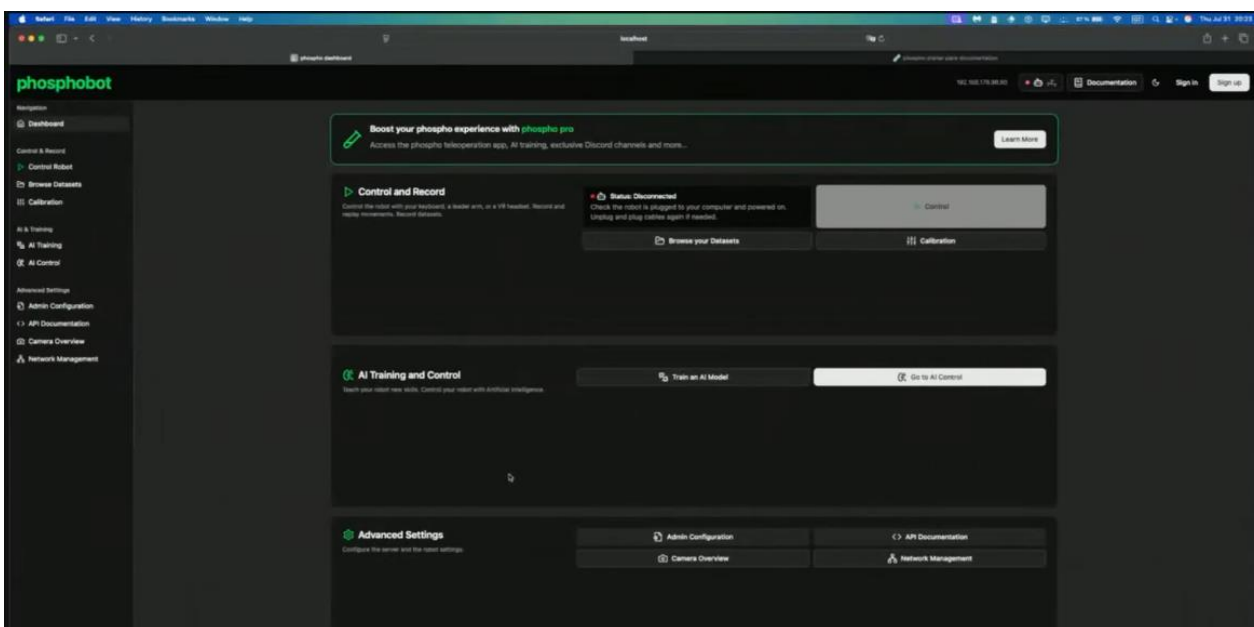 Safari File Edit View History Bookmarks Window Help
Thu Jul 31
localhost
phospho dashboard
phosphobot
Documentation
Sign in
Sign up
Navigation
Dashboard
Control & Record
Control Robot
Browse Datasets
Calibration
AI & Training
AI Training
AI Control
Advanced Settings
Admin Configuration
API Documentation
Camera Overview
Network Management
Boost your phospho experience with phospho pro
Access the phospho teleoperation app, AI training, exclusive Discord channels and more...
Learn More
Control and Record
Control the robot with your keyboard, a leader arm, or a VR headset. Record and
replay movements. Record datasets.
Status: Disconnected
Check the robot is plugged to your computer and powered on.
Unplug and plug cables again if needed.
Control
Browse your Datasets
Calibration
AI Training and Control
Teach your robot new skills. Control your robot with Artificial Intelligence.
Train an AI Model
Go to AI Control
Advanced Settings
Configure the server and the robot settings.
Admin Configuration
API Documentation
Camera Overview
Network Management